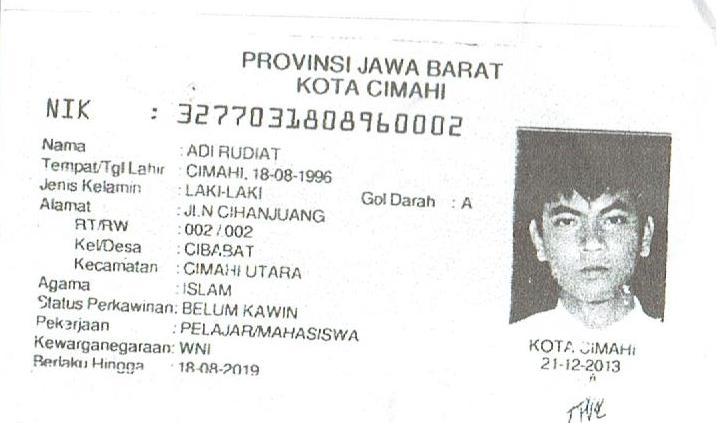 PROVINSI JAWA BARAT
KOTA CIMAHI
NIK : 3277031808960002
Nama : ADI RUDIAT
Tempat/Tgl Lahir : CIMAHI, 18-08-1996
Jenis Kelamin : LAKI-LAKI Gol Darah : A
Alamat : JLN CIHANJUANG
RT/RW : 002 / 002
Kel/Desa : CIBABAT
Kecamatan : CIMAHI UTARA
Agama : ISLAM
Status Perkawinan: BELUM KAWIN
Pekerjaan : PELAJAR/MAHASISWA
Kewarganegaraan: WNI
Berlaku Hingga : 18-08-2019
KOTA CIMAHI
21-12-2013